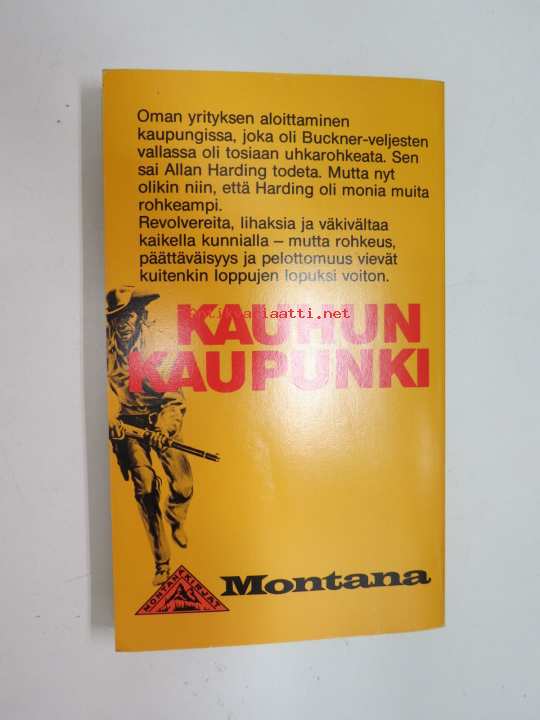 Oman yrityksen aloittaminen
kaupungissa, joka oli Buckner-veljesten
vallassa oli tosiaan uhkarohkeata. Sen
sai Allan Harding todeta. Mutta nyt
olikin niin, että Harding oli monia muita
rohkeampi.
Revolvereita, lihaksia ja väkivaltaa
kaikella kunnialla – mutta rohkeus,
päättäväisyys ja pelottomuus vievät
kuitenkin loppujen lopuksi voiton.
antikvariaatti.net
KAUHUN
KAUPUNKI
MONTANA KIRJAT
Montana